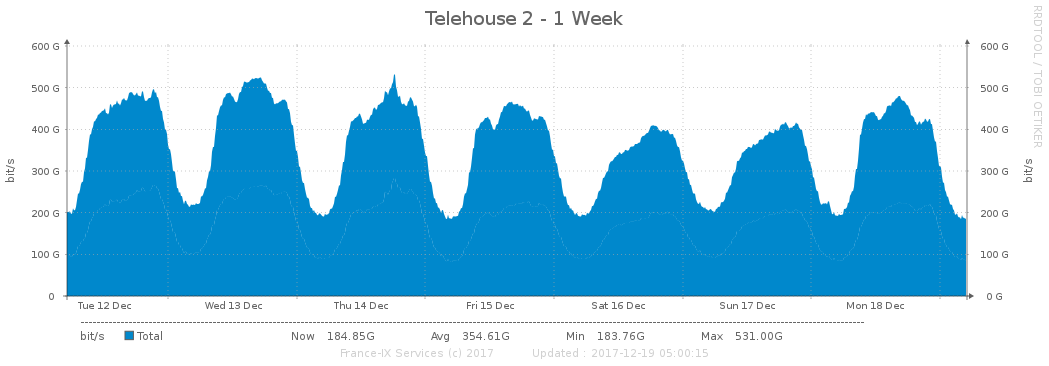 Telehouse 2 - 1 Week
RRDTOOL / TOBI OETIKER
600 G 600 G
500 G 500 G
400 G 400 G
300 G 300 G
200 G 200 G
100 G 100 G
0 0 G
bit/s bit/s
Tue 12 Dec Wed 13 Dec Thu 14 Dec Fri 15 Dec Sat 16 Dec Sun 17 Dec Mon 18 Dec
bit/s Total Now 184.85G Avg 354.61G Min 183.76G Max 531.00G
France-IX Services (c) 2017 Updated : 2017-12-19 05:00:15